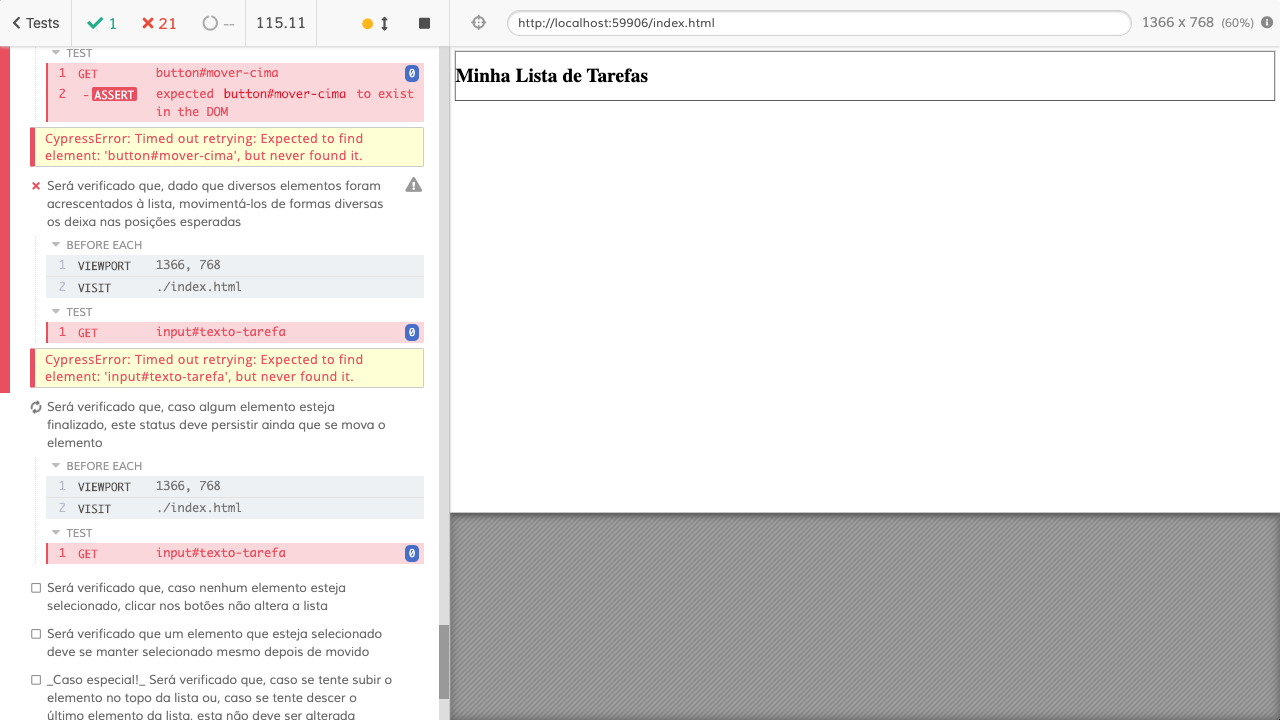 Tests
1
21
--
115.11
http://localhost:59906/index.html
1366 x 768 (60%)
TEST
1 GET button#mover-cima 0
2 -ASSERT expected button#mover-cima to exist
in the DOM
CypressError: Timed out retrying: Expected to find
element: 'button#mover-cima', but never found it.
Será verificado que, dado que diversos elementos foram
acrescentados à lista, movimentá-los de formas diversas
os deixa nas posições esperadas
BEFORE EACH
1 VIEWPORT 1366, 768
2 VISIT ./index.html
TEST
1 GET input#texto-tarefa 0
CypressError: Timed out retrying: Expected to find
element: 'input#texto-tarefa', but never found it.
Será verificado que, caso algum elemento esteja
finalizado, este status deve persistir ainda que se mova o
elemento
BEFORE EACH
1 VIEWPORT 1366, 768
2 VISIT ./index.html
TEST
1 GET input#texto-tarefa 0
Será verificado que, caso nenhum elemento esteja
selecionado, clicar nos botões não altera a lista
Será verificado que um elemento que esteja selecionado
deve se manter selecionado mesmo depois de movido
_Caso especial!_ Será verificado que, caso se tente subir o
elemento no topo da lista ou, caso se tente descer o
último elemento da lista, esta não deve ser alterada
Minha Lista de Tarefas